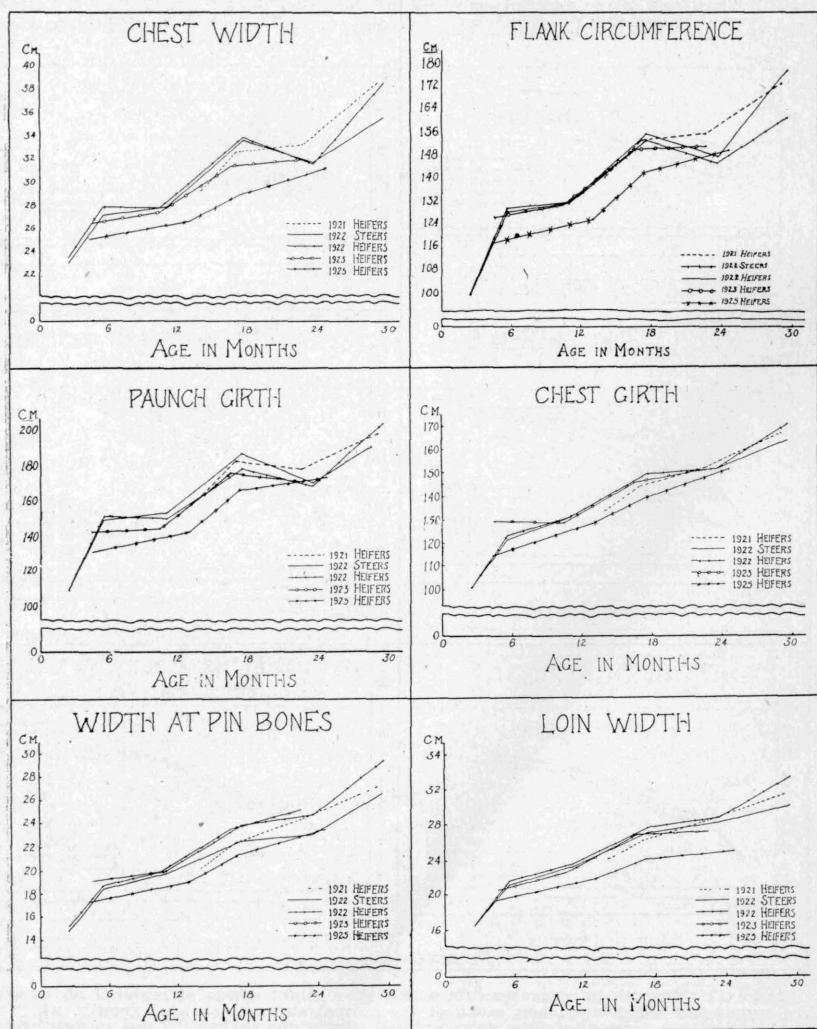 CHEST WIDTH
CM.
40
38
36
34
32
30
28
26
24
22
0
0 6 12 18 24 30
1921 HEIFERS
1922 STEERS
1922 HEIFERS
1923 HEIFERS
1925 HEIFERS
AGE IN MONTHS
FLANK CIRCUMFERENCE
CM
180
172
164
156
148
140
132
124
116
108
100
0
0 6 12 18 24 30
1921 HEIFERS
1922 STEERS
1922 HEIFERS
1923 HEIFERS
1925 HEIFERS
AGE IN MONTHS
PAUNCH GIRTH
C.M.
200
180
160
140
120
100
0
0 6 12 18 24 30
1921 HEIFERS
1922 STEERS
1922 HEIFERS
1923 HEIFERS
1925 HEIFERS
AGE IN MONTHS
CHEST GIRTH
C.M.
170
160
150
130
120
110
100
0
0 6 12 18 24 30
1921 HEIFERS
1922 STEERS
1922 HEIFERS
1923 HEIFERS
1925 HEIFERS
AGE IN MONTHS
WIDTH AT PIN BONES
CM
30
28
26
24
22
20
18
16
14
0
0 6 12 18 24 30
1921 HEIFERS
1922 STEERS
1922 HEIFERS
1923 HEIFERS
1925 HEIFERS
AGE IN MONTHS
LOIN WIDTH
C.M.
32
28
24
20
16
0
0 6 12 18 24 30
1921 HEIFERS
1922 STEERS
1922 HEIFERS
1923 HEIFERS
1925 HEIFERS
AGE IN MONTHS